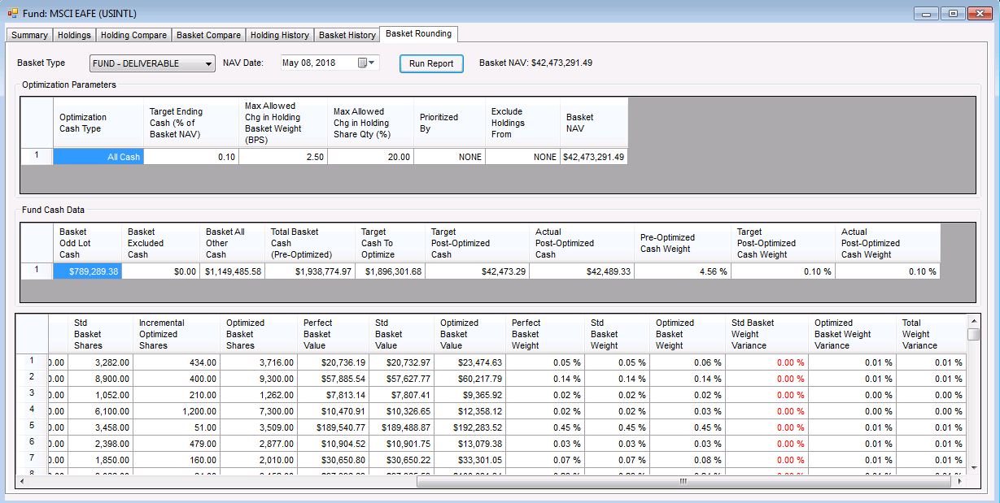 Fund: MSCI EAFE (USINTL)
Summary Holdings Holding Compare Basket Compare Holding History Basket History Basket Rounding
Basket Type FUND - DELIVERABLE NAV Date: May 08, 2018 Run Report Basket NAV: $42,473,291.49
Optimization Parameters
Optimization Cash Type
Target Ending Cash (% of Basket NAV)
Max Allowed Chg in Holding Basket Weight (BPS)
Max Allowed Chg in Holding Share Qty (%)
Prioritized By
Exclude Holdings From
Basket NAV
1 All Cash 0.10 2.50 20.00 NONE NONE $42,473,291.49
Fund Cash Data
Basket Odd Lot Cash
Basket Excluded Cash
Basket All Other Cash
Total Basket Cash (Pre-Optimized)
Target Cash To Optimize
Target Post-Optimized Cash
Actual Post-Optimized Cash
Pre-Optimized Cash Weight
Target Post-Optimized Cash Weight
Actual Post-Optimized Cash Weight
1 $789,289.38 $0.00 $1,149,485.58 $1,938,774.97 $1,896,301.68 $42,473.29 $42,489.33 4.56 % 0.10 % 0.10 %
Std Basket Shares
Incremental Optimized Shares
Optimized Basket Shares
Perfect Basket Value
Std Basket Value
Optimized Basket Value
Perfect Basket Weight
Std Basket Weight
Optimized Basket Weight
Std Basket Weight Variance
Optimized Basket Weight Variance
Total Weight Variance
1 0.00 3,282.00 434.00 3,716.00 $20,736.19 $20,732.97 $23,474.63 0.05 % 0.05 % 0.06 % 0.00 % 0.01 % 0.01 %
2 0.00 8,900.00 400.00 9,300.00 $57,885.54 $57,627.77 $60,217.79 0.14 % 0.14 % 0.14 % 0.00 % 0.01 % 0.01 %
3 0.00 1,052.00 210.00 1,262.00 $7,813.14 $7,807.41 $9,365.92 0.02 % 0.02 % 0.02 % 0.00 % 0.00 % 0.00 %
4 0.00 6,100.00 1,200.00 7,300.00 $10,470.91 $10,326.65 $12,358.12 0.02 % 0.02 % 0.03 % 0.00 % 0.00 % 0.00 %
5 0.00 3,458.00 51.00 3,509.00 $189,540.77 $189,488.87 $192,283.52 0.45 % 0.45 % 0.45 % 0.00 % 0.01 % 0.01 %
6 0.00 2,398.00 479.00 2,877.00 $10,904.52 $10,901.75 $13,079.38 0.03 % 0.03 % 0.03 % 0.00 % 0.01 % 0.01 %
7 0.00 1,850.00 160.00 2,010.00 $30,650.80 $30,650.22 $33,301.05 0.07 % 0.07 % 0.08 % 0.00 % 0.01 % 0.01 %
8